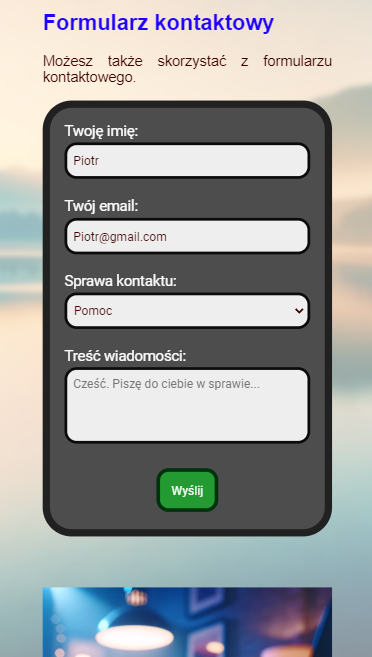 Formularz kontaktowy
Możesz także skorzystać z formularzu
kontaktowego.
Twoję imię:
Piotr
Twój email:
Piotr@gmail.com
Sprawa kontaktu:
Pomoc
Treść wiadomości:
Cześć. Piszę do ciebie w sprawie...
Wyślij